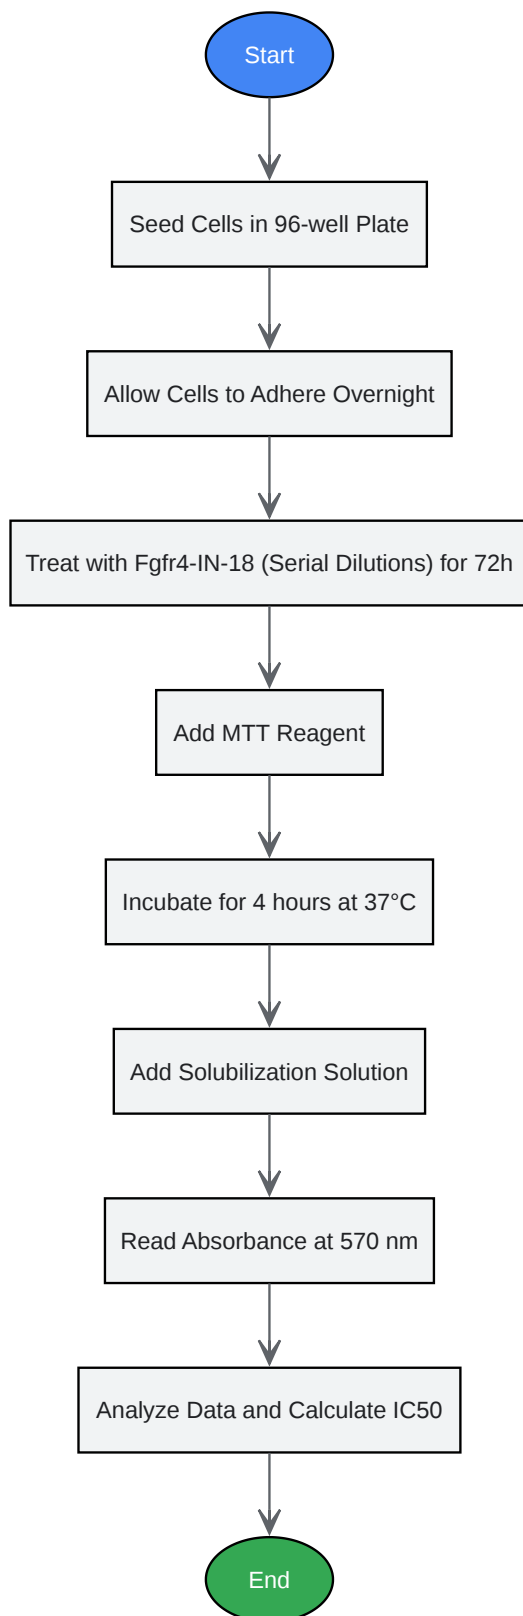 Start
Seed Cells in 96-well Plate
Allow Cells to Adhere Overnight
Treat with Fgfr4-IN-18 (Serial Dilutions) for 72h
Add MTT Reagent
Incubate for 4 hours at 37°C
Add Solubilization Solution
Read Absorbance at 570 nm
Analyze Data and Calculate IC50
End